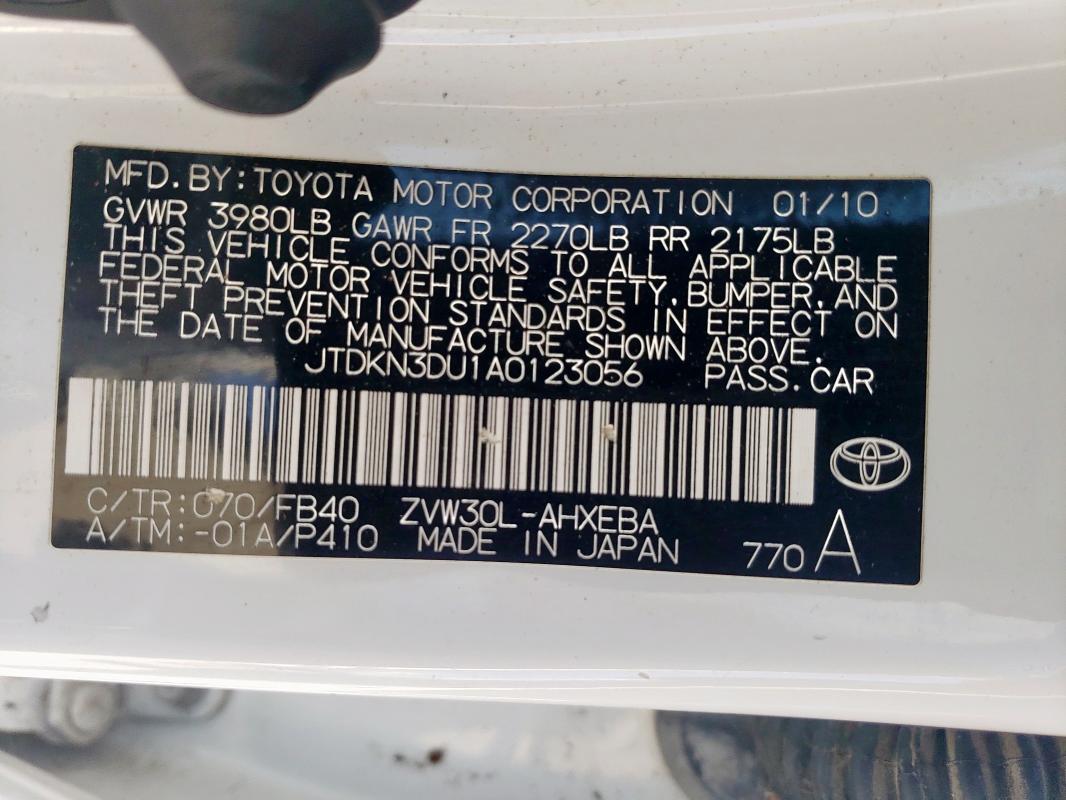 MFD.BY:TOYOTA MOTOR CORPORATION 01/10
GVWR 3980LB GAWR FR 2270LB RR 2175LB
THIS VEHICLE CONFORMS TO ALL APPLICABLE
FEDERAL MOTOR VEHICLE SAFETY,BUMPER,AND
THEFT PREVENTION STANDARDS IN EFFECT ON
THE DATE OF MANUFACTURE SHOWN ABOVE.
JTDKN3DU1A0123056 PASS.CAR
C/TR:070/FB40 ZVW30L-AHXEBA
A/TM:-01A/P410 MADE IN JAPAN 770 A